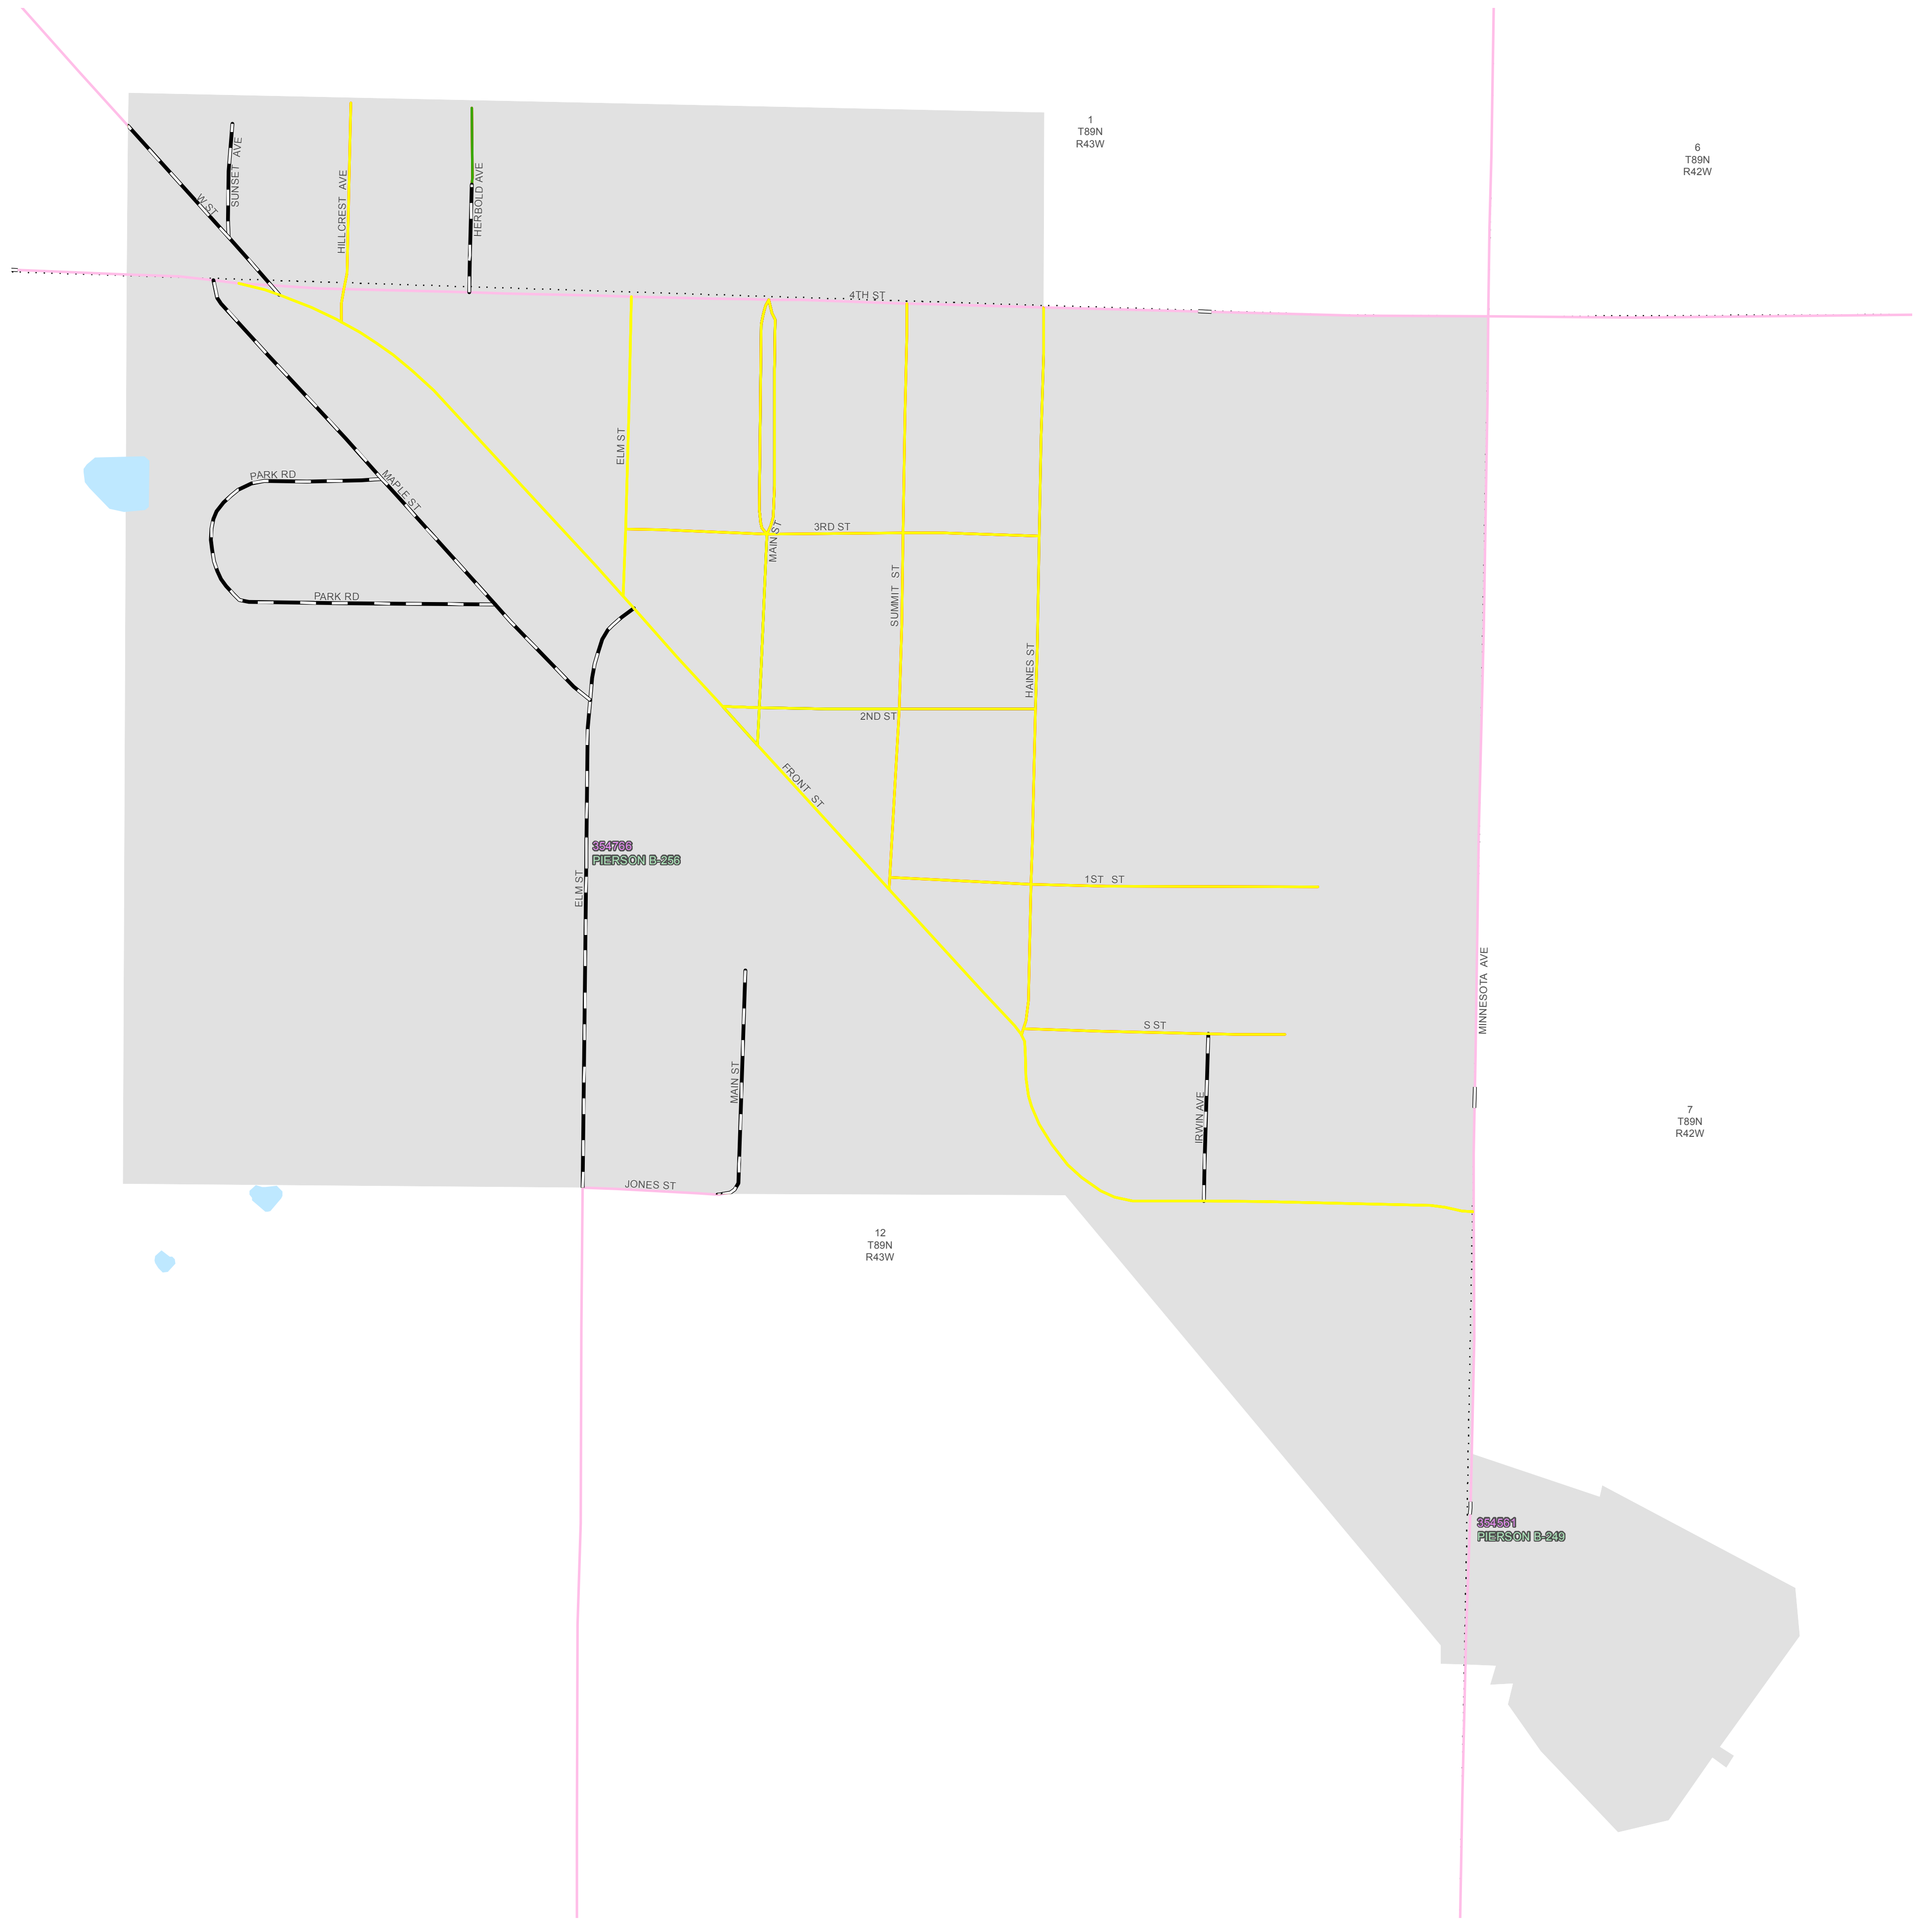 1
T89N
R43W
6
T89N
R42W
SUNSET AVE
W ST
HILLCREST AVE
HERBOLD AVE
4TH ST
ELM ST
PARK RD
MAPLE ST
3RD ST
MAIN ST
PARK RD
SUMMIT ST
HAINES ST
2ND ST
FRONT ST
354766
PIERSON B-256
ELM ST
1ST ST
MINNESOTA AVE
S ST
MAIN ST
IRWIN AVE
7
T89N
R42W
JONES ST
12
T89N
R43W
354561
PIERSON B-249